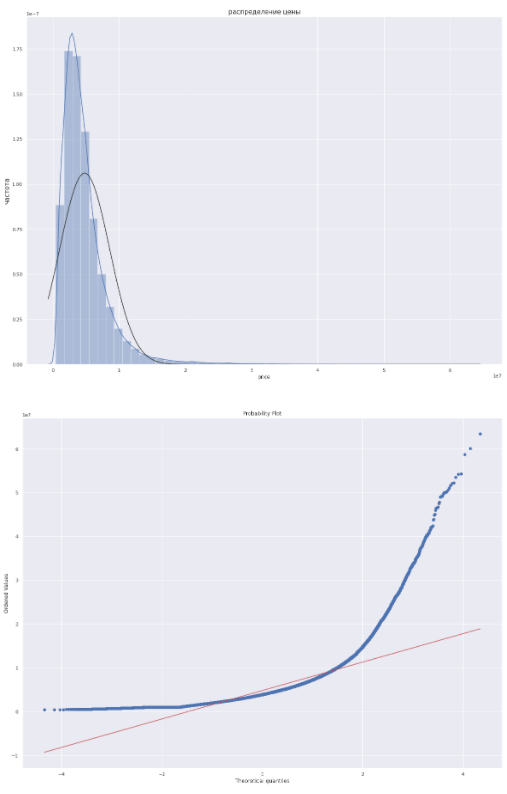 распределение цены
1e−7
1.75
1.50
1.25
1.00
0.75
0.50
0.25
0.00
частота
0 1 2 3 4 5 6
1e7
price
Probability Plot
1e7
6
5
4
3
2
1
0
−1
Ordered Values
−4 −2 0 2 4
Theoretical quantiles